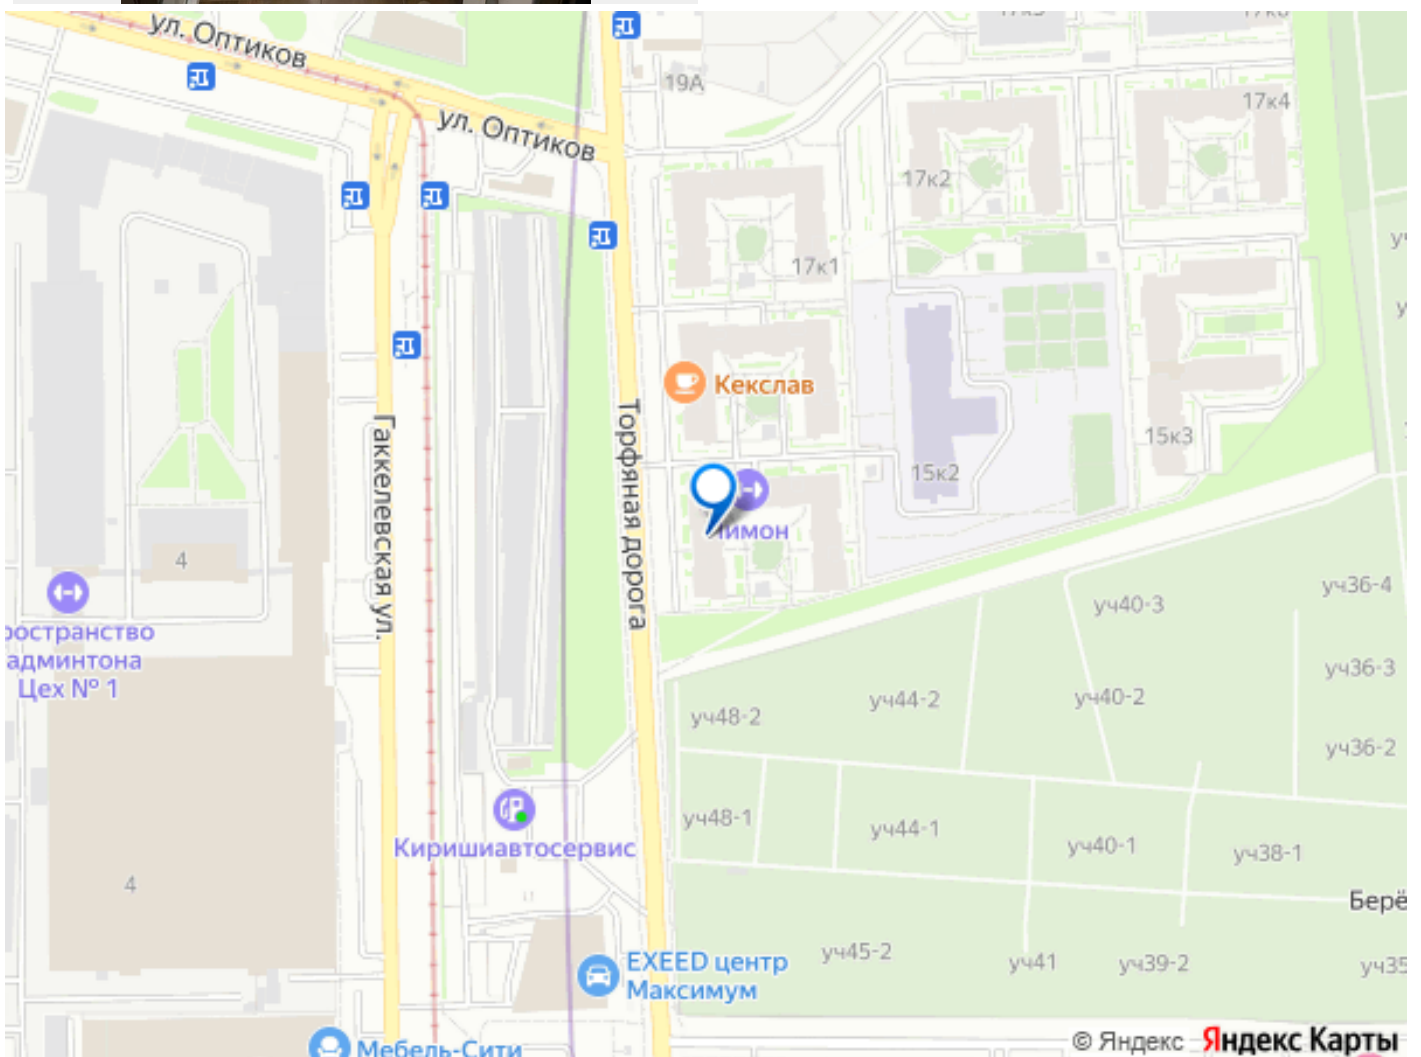 ул. Оптиков
ул. Оптиков
19А
17к4
17к2
17к1
Кекслав
Торфяная дорога
Гаккелевская ул.
15к3
15к2
4
ространство
админтона
Цех № 1
уч40-3
уч36-4
уч36-3
уч48-2
уч44-2
уч40-2
уч36-2
уч48-1
уч44-1
уч40-1
уч38-1
Киришиавтосервис
4
Берё
EXEED центр
Максимум
уч45-2
уч41
уч39-2
уч35
© Яндекс Яндекс Карты
Мебель-Сити